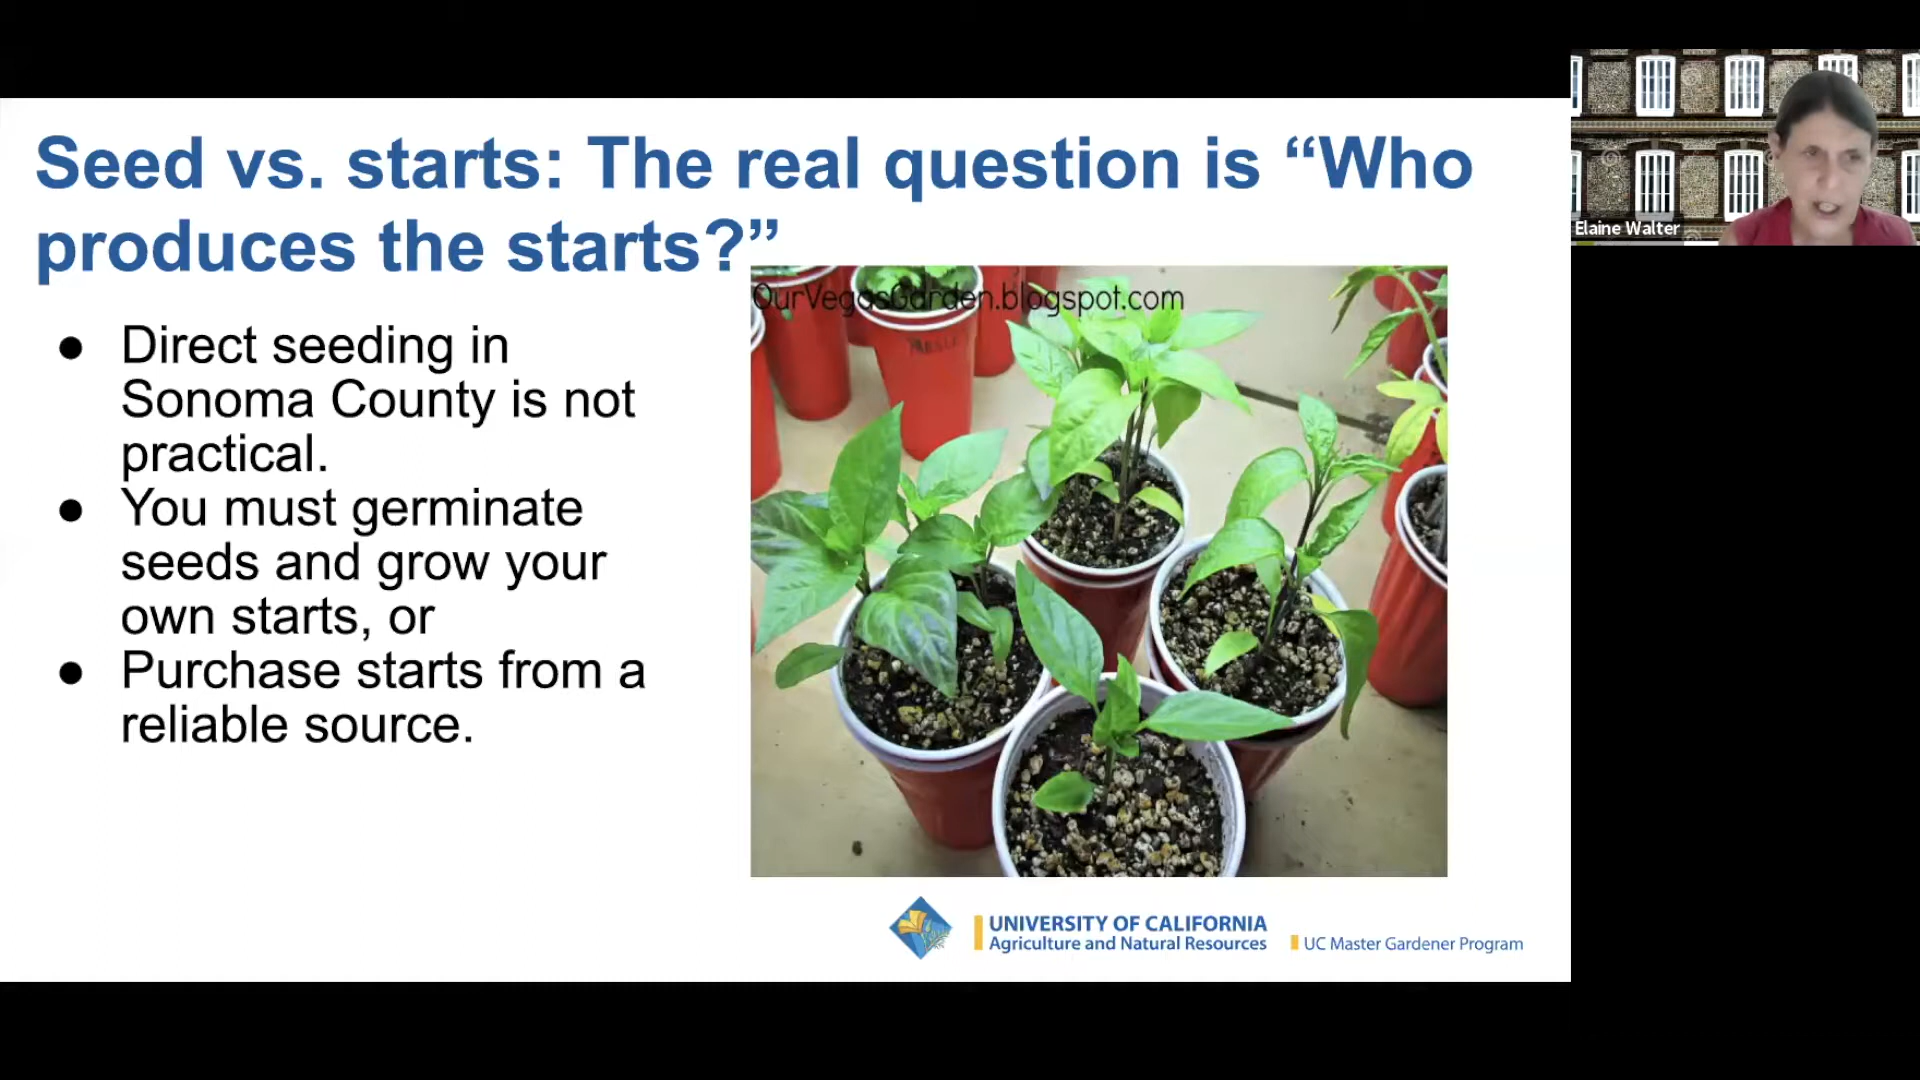 Seed vs. starts: The real question is “Who
produces the starts?”
● Direct seeding in
Sonoma County is not
practical.
● You must germinate
seeds and grow your
own starts, or
● Purchase starts from a
reliable source.
OurVegasGarden.blogspot.com
UNIVERSITY OF CALIFORNIA
Agriculture and Natural Resources
UC Master Gardener Program
Elaine Walter